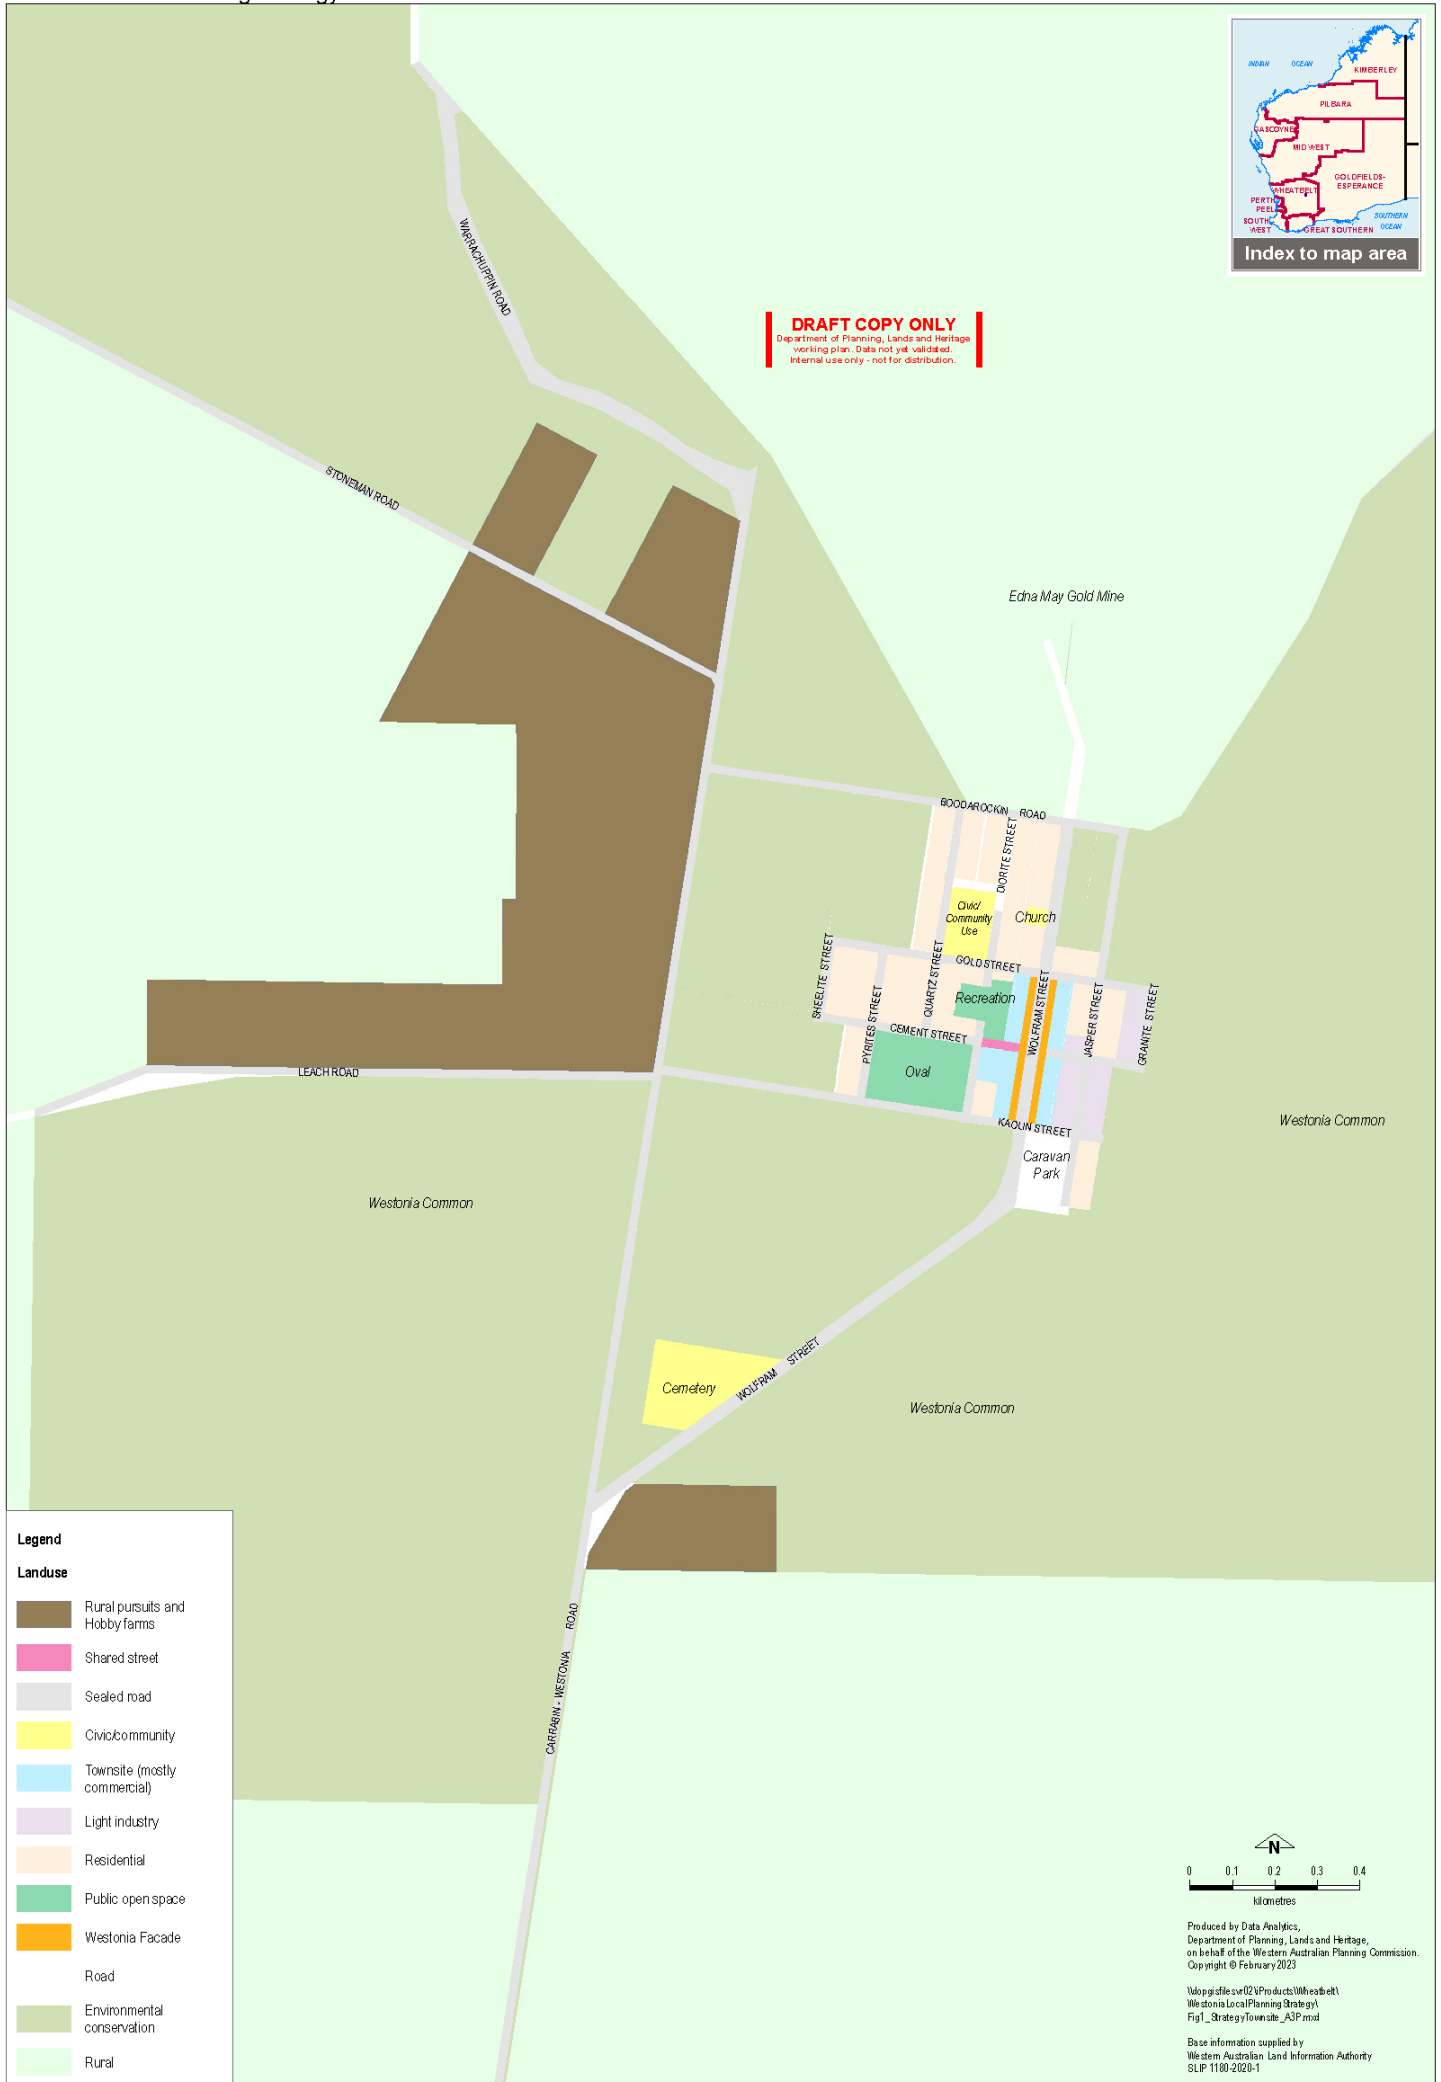 INDIAN OCEAN
KIMBERLEY
PILBARA
GASCOYNE
MID WEST
GOLDFIELDS-
ESPERANCE
WHEATBELT
PERTH
PEEL
SOUTH
WEST
GREAT SOUTHERN
SOUTHERN
OCEAN
Index to map area
DRAFT COPY ONLY
Department of Planning, Lands and Heritage
working plan. Data not yet validated.
Internal use only - not for distribution.
WARRACHUPPIN ROAD
STONEMAN ROAD
Edna May Gold Mine
BOODAROCKIN ROAD
DIORITE STREET
Civic/
Community
Use
Church
GOLD STREET
SHEELITE STREET
QUARTZ STREET
PYRITES STREET
Recreation
WOLFRAM STREET
JASPER STREET
GRANITE STREET
CEMENT STREET
Oval
LEACH ROAD
KAOLIN STREET
Caravan
Park
Westonia Common
Westonia Common
WOLFRAM STREET
Cemetery
Westonia Common
CARRABIN - WESTONIA ROAD
Legend
Landuse
Rural pursuits and
Hobby farms
Shared street
Sealed road
Civic/community
Townsite (mostly
commercial)
Light industry
Residential
Public open space
Westonia Facade
Road
Environmental
conservation
Rural
N
0 0.1 0.2 0.3 0.4
kilometres
Produced by Data Analytics,
Department of Planning, Lands and Heritage,
on behalf of the Western Australian Planning Commission.
Copyright © February 2023
\\dopgisfilesvr02\iProducts\Wheatbelt\
WestoniaLocalPlanningStrategy\
Fig1_StrategyTownsite_A3P.mxd
Base information supplied by
Western Australian Land Information Authority
SLIP 1180-2020-1